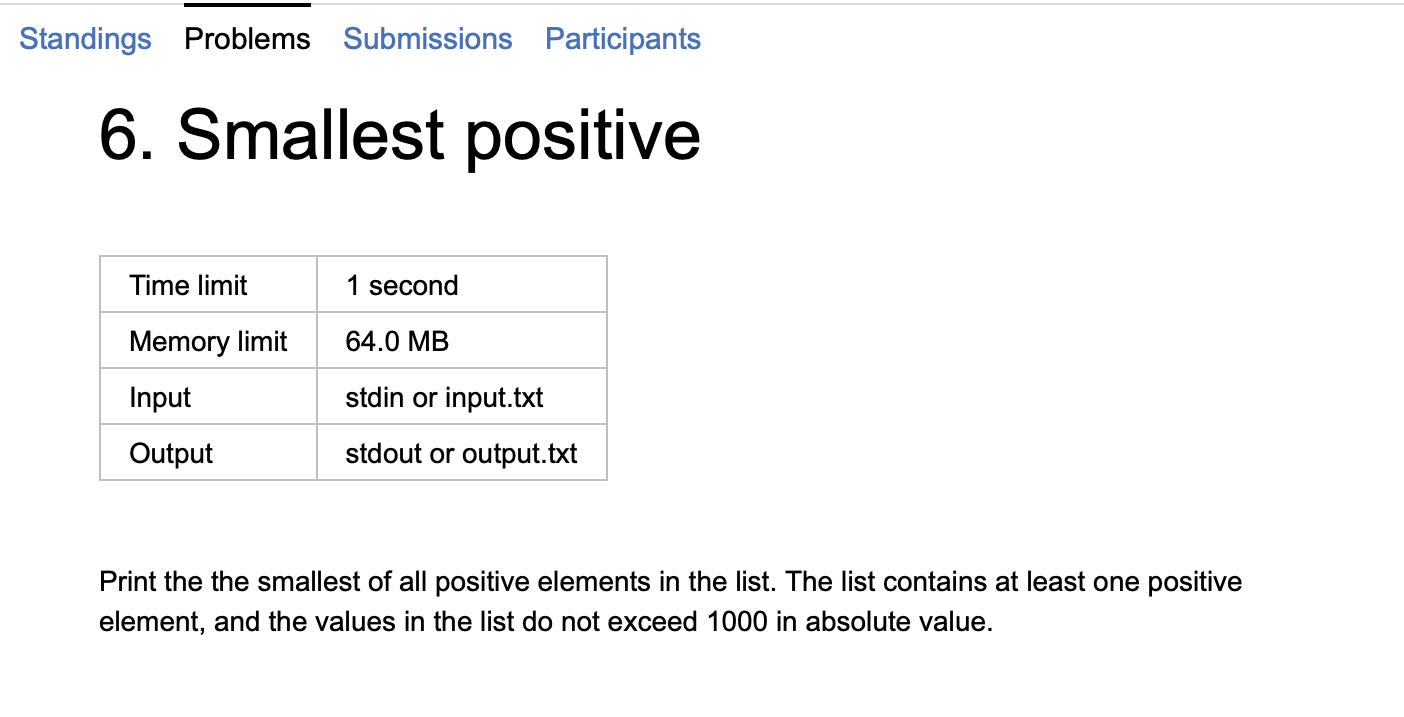 Standings Problems Submissions Participants
6. Smallest positive
Time limit 1 second
Memory limit 64.0 MB
Input stdin or input.txt
Output stdout or output.txt
Print the the smallest of all positive elements in the list. The list contains at least one positive
element, and the values in the list do not exceed 1000 in absolute value.